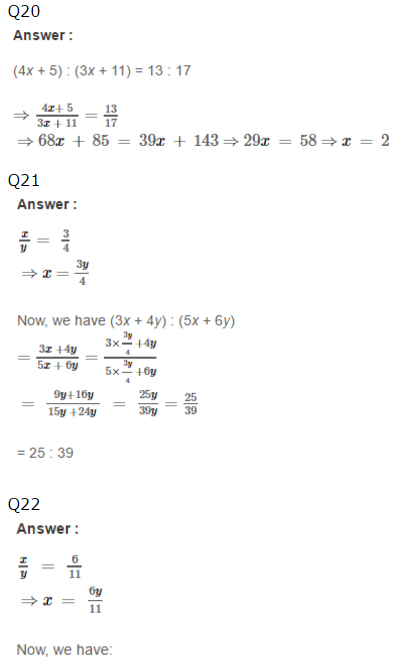 Q20
Answer :
(4x + 5) : (3x + 11) = 13 : 17
⇒ (4x + 5)/(3x + 11) = 13/17
⇒ 68x + 85 = 39x + 143 ⇒ 29x = 58 ⇒ x = 2
Q21
Answer :
x/y = 3/4
⇒ x = 3y/4
Now, we have (3x + 4y) : (5x + 6y)
= (3x + 4y)/(5x + 6y) = (3 × 3y/4 + 4y)/(5 × 3y/4 + 6y)
= (9y + 16y)/(15y + 24y) = 25y/39y = 25/39
= 25 : 39
Q22
Answer :
x/y = 6/11
⇒ x = 6y/11
Now, we have: